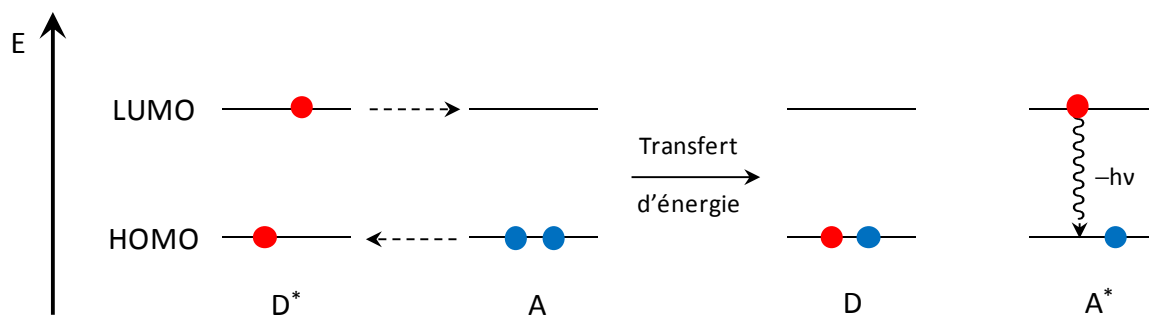 E
LUMO
HOMO
D*
A
Transfert
d’énergie
D
A*
–hν